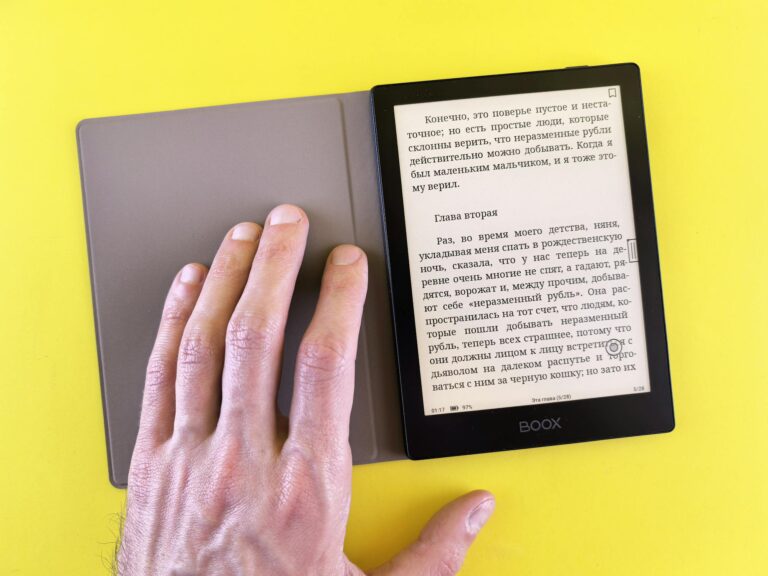 Конечно, это поверье пустое и неста-
точное; но есть простые люди, которые
склонны верить, что неразменные рубли
действительно можно добывать. Когда я
был маленьким мальчиком, и я тоже это-
му верил.
Глава вторая
Раз, во время моего детства, няня,
укладывая меня спать в рождественскую
ночь, сказала, что у нас теперь на де-
ревне очень многие не спят, а гадают, ря-
дятся, ворожат и, между прочим, добыва-
ют себе «неразменный рубль». Она рас-
пространилась на тот счет, что людям, ко-
торые пошли добывать неразменный
рубль, теперь всех страшнее, потому что
они должны лицом к лицу встретиться с
дьяволом на далеком распутье и торго-
ваться с ним за черную кошку; но зато их
01:17 97% Эта глава (5/28) 5/28
BOOX